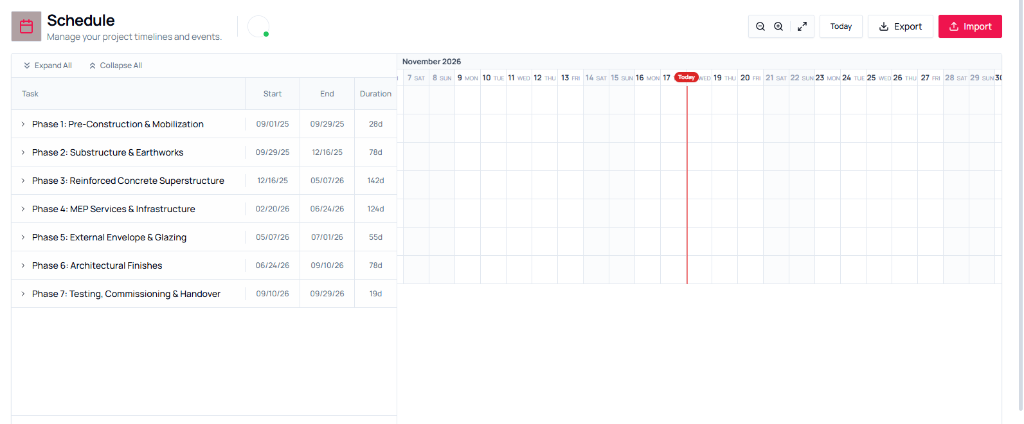 Schedule
Manage your project timelines and events.
Today
Export
Import
Expand All
Collapse All
November 2026
7 SAT 8 SUN 9 MON 10 TUE 11 WED 12 THU 13 FRI 14 SAT 15 SUN 16 MON 17 Today WED 19 THU 20 FRI 21 SAT 22 SUN 23 MON 24 TUE 25 WED 26 THU 27 FRI 28 SAT 29 SUN 30
Task Start End Duration
Phase 1: Pre-Construction & Mobilization 09/01/25 09/29/25 28d
Phase 2: Substructure & Earthworks 09/29/25 12/16/25 78d
Phase 3: Reinforced Concrete Superstructure 12/16/25 05/07/26 142d
Phase 4: MEP Services & Infrastructure 02/20/26 06/24/26 124d
Phase 5: External Envelope & Glazing 05/07/26 07/01/26 55d
Phase 6: Architectural Finishes 06/24/26 09/10/26 78d
Phase 7: Testing, Commissioning & Handover 09/10/26 09/29/26 19d